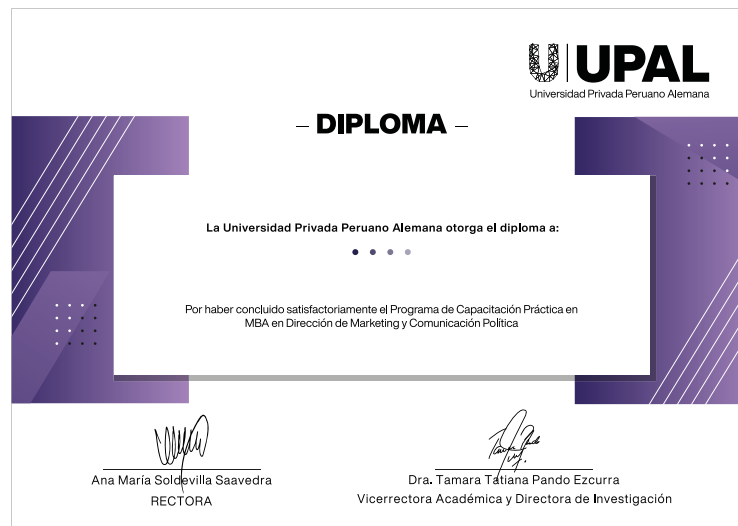 UPAL
Universidad Privada Peruano Alemana
DIPLOMA
La Universidad Privada Peruano Alemana otorga el diploma a:
Por haber concluido satisfactoriamente el Programa de Capacitación Práctica en
MBA en Dirección de Marketing y Comunicación Política
Ana María Soldevilla Saavedra
RECTORA
Dra. Tamara Tatiana Pando Ezcurra
Vicerrectora Académica y Directora de Investigación